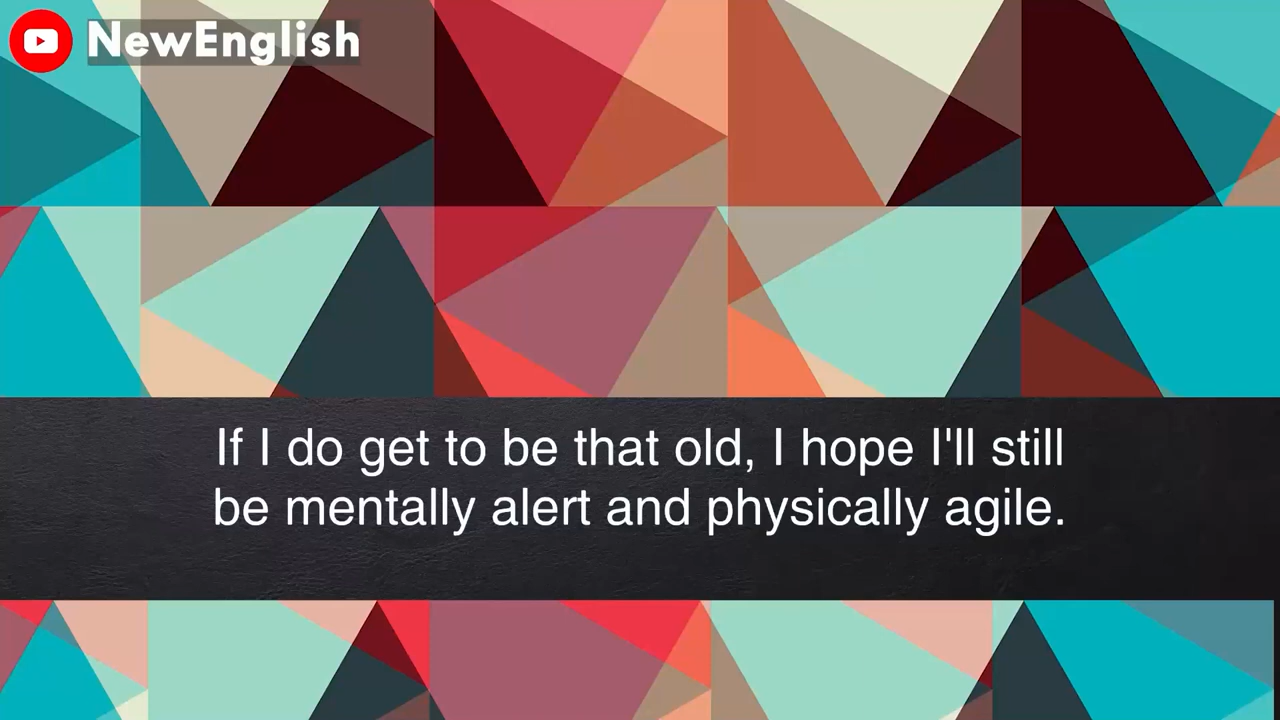 NewEnglish
If I do get to be that old, I hope I'll still
be mentally alert and physically agile.